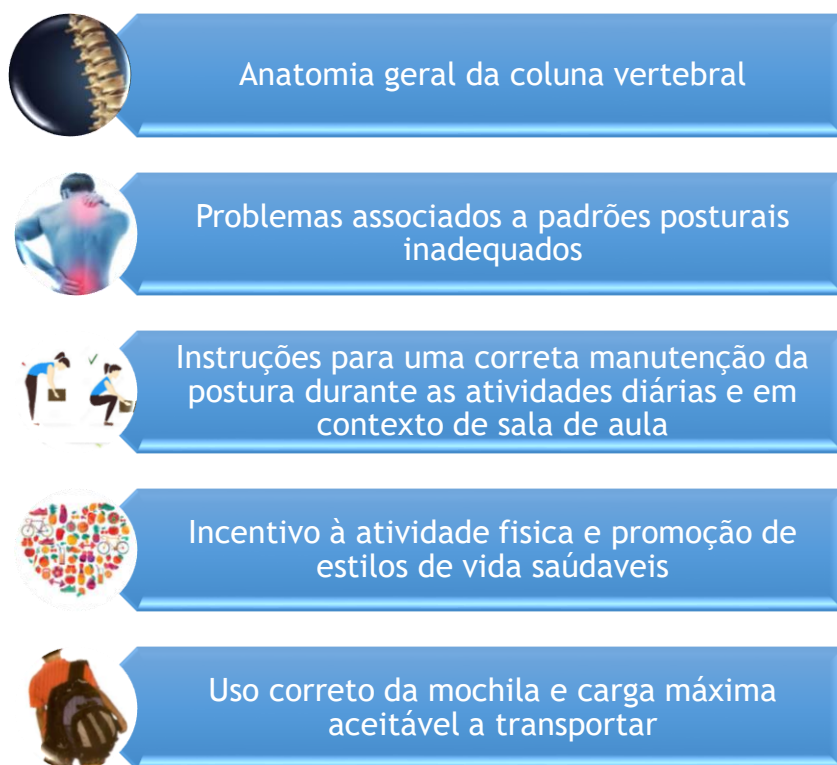 Anatomia geral da coluna vertebral
Problemas associados a padrões posturais
inadequados
Instruções para uma correta manutenção da
postura durante as atividades diárias e em
contexto de sala de aula
Incentivo à atividade fisica e promoção de
estilos de vida saúdaveis
Uso correto da mochila e carga máxima
aceitável a transportar